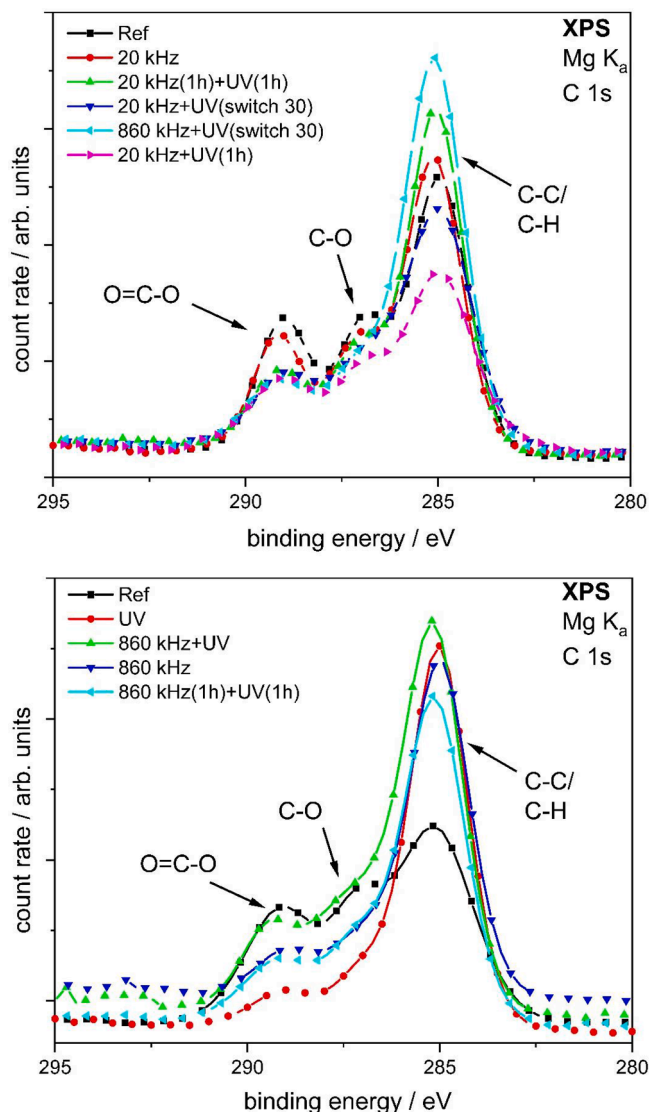 Ref
20 kHz
20 kHz(1h)+UV(1h)
20 kHz+UV(switch 30)
860 kHz+UV(switch 30)
20 kHz+UV(1h)
XPS
Mg Ka
C 1s
C-C/
C-H
C-O
O=C-O
count rate / arb. units
295
290
285
280
binding energy / eV
Ref
UV
860 kHz+UV
860 kHz
860 kHz(1h)+UV(1h)
XPS
Mg Ka
C 1s
C-C/
C-H
C-O
O=C-O
count rate / arb. units
295
290
285
280
binding energy / eV